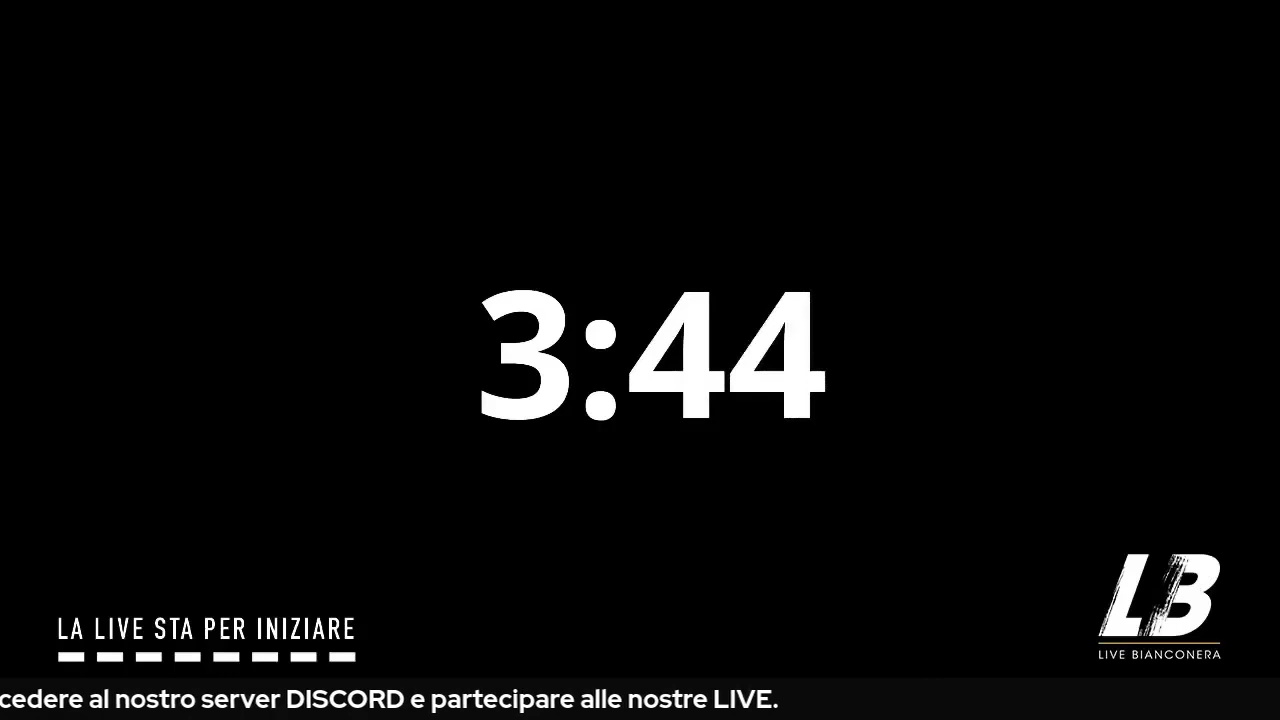 3:44
LA LIVE STA PER INIZIARE
LB
LIVE BIANCONERA
cedere al nostro server DISCORD e partecipare alle nostre LIVE.